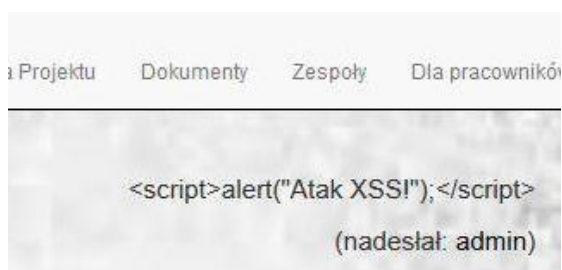 a Projektu Dokumenty Zespoły Dla pracownikó
<script>alert("Atak XSS!");</script>
(nadesłał: admin)